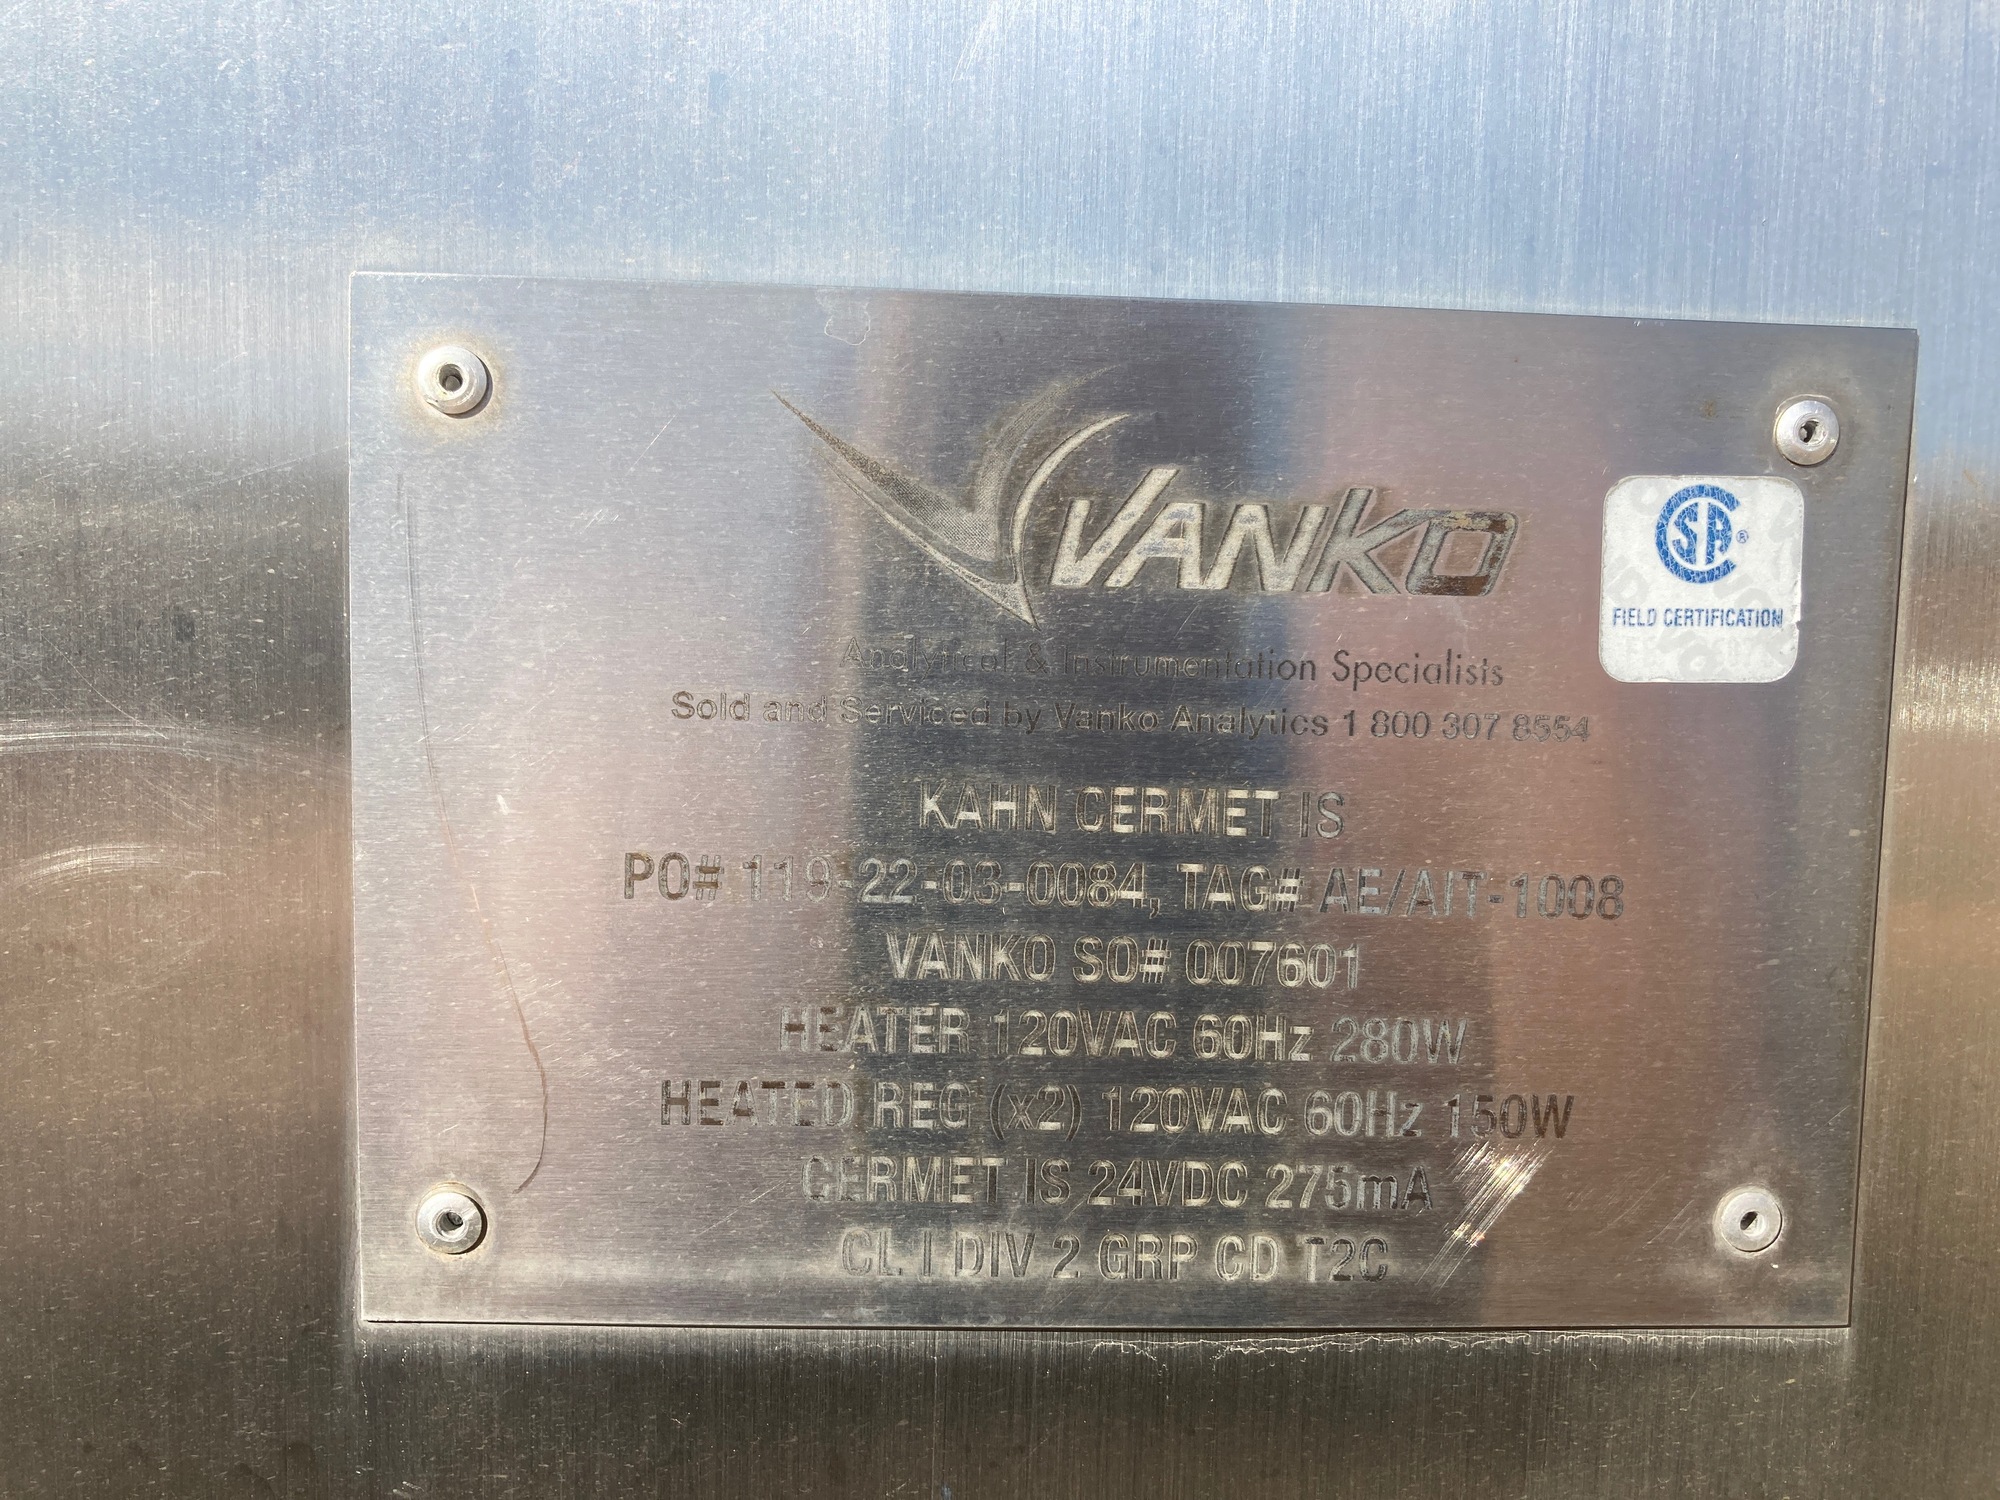 VANKO
Analytical & Instrumentation Specialists
Sold and Serviced by Vanko Analytics 1 800 307 8554
CSA®
FIELD CERTIFICATION
KAHN CERMET IS
PO# 119-22-03-0084, TAG# AE/AIT-1008
VANKO SO# 007601
HEATER 120VAC 60Hz 280W
HEATED REG (x2) 120VAC 60Hz 150W
CERMET IS 24VDC 275mA
CL I DIV 2 GRP CD T2C